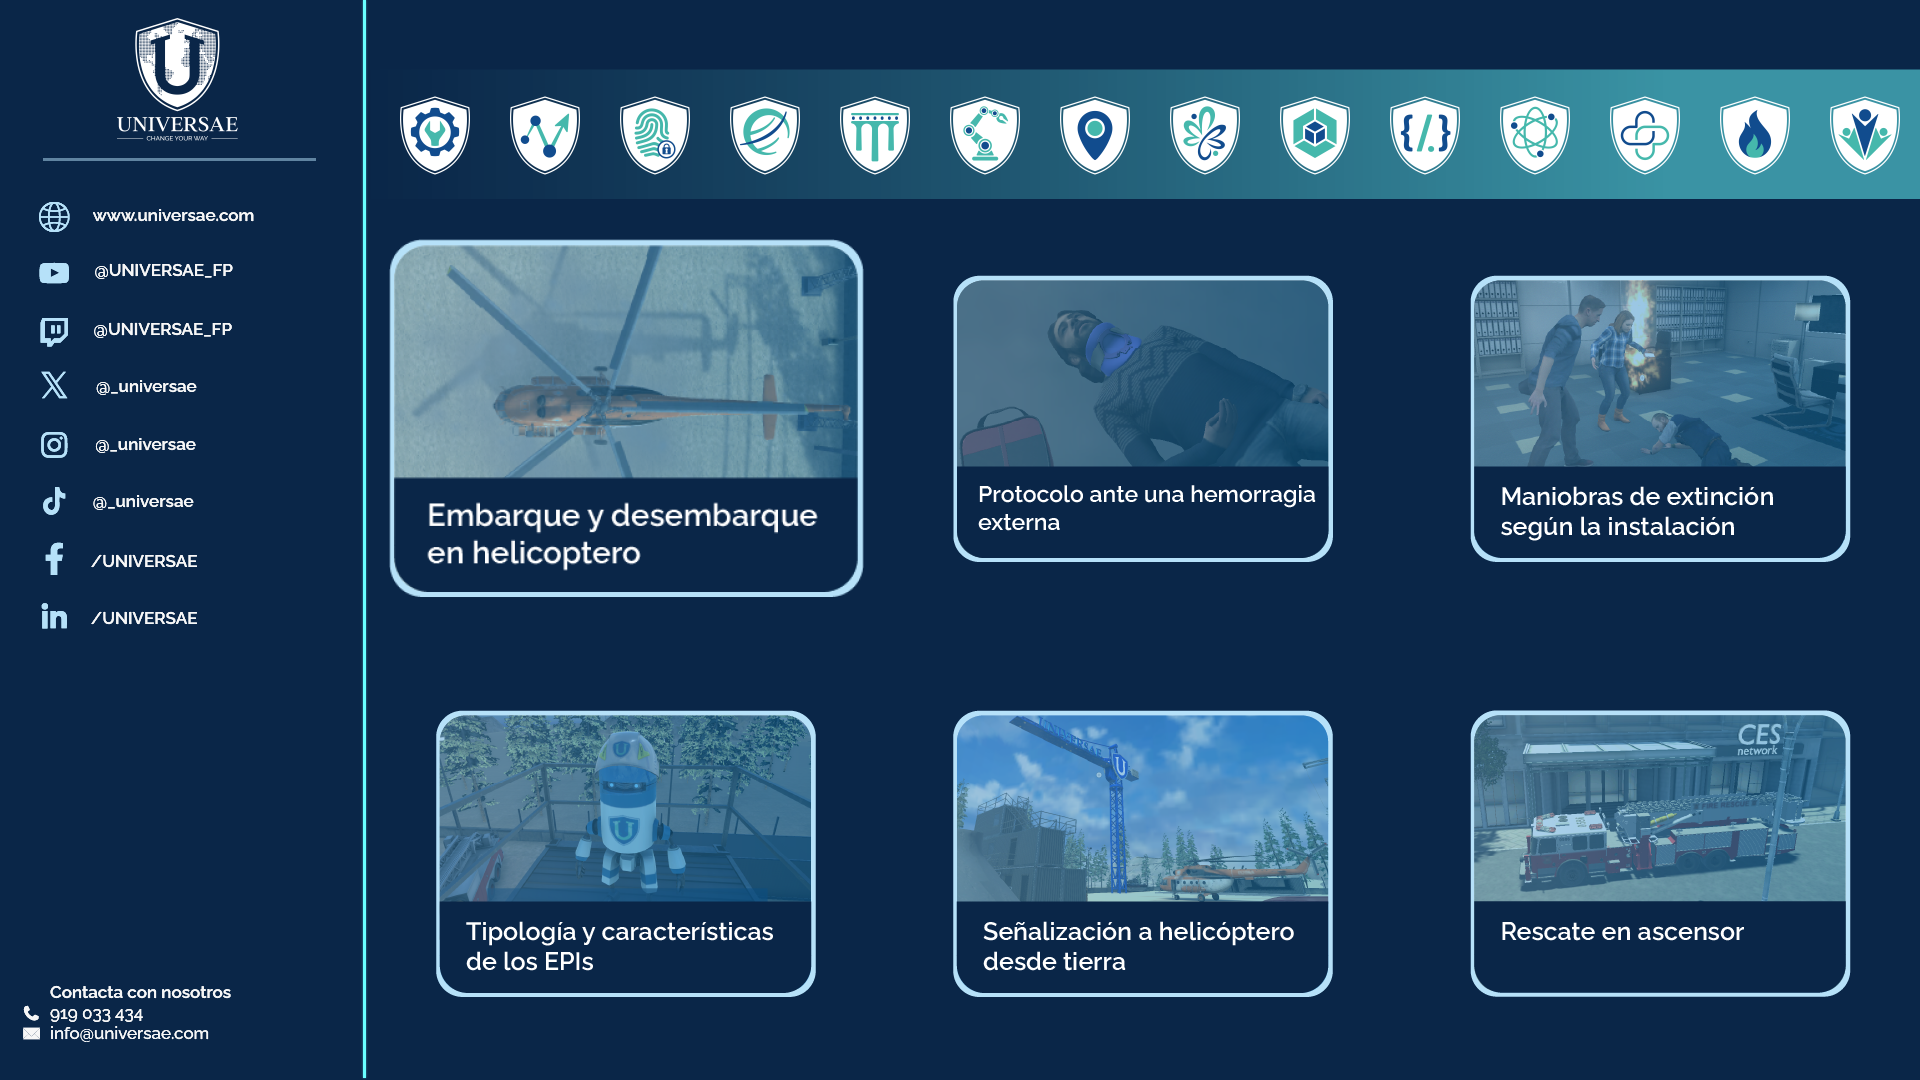 U
UNIVERSAE
CHANGE YOUR WAY
www.universae.com
@UNIVERSAE_FP
@UNIVERSAE_FP
@_universae
@_universae
@_universae
/UNIVERSAE
/UNIVERSAE
Contacta con nosotros
919 033 434
info@universae.com
{/.}
Embarque y desembarque
en helicoptero
Protocolo ante una hemorragia
externa
Maniobras de extinción
según la instalación
U
U
Tipología y características
de los EPIs
UNIVERSAE
U
Señalización a helicóptero
desde tierra
CES
network
Rescate en ascensor